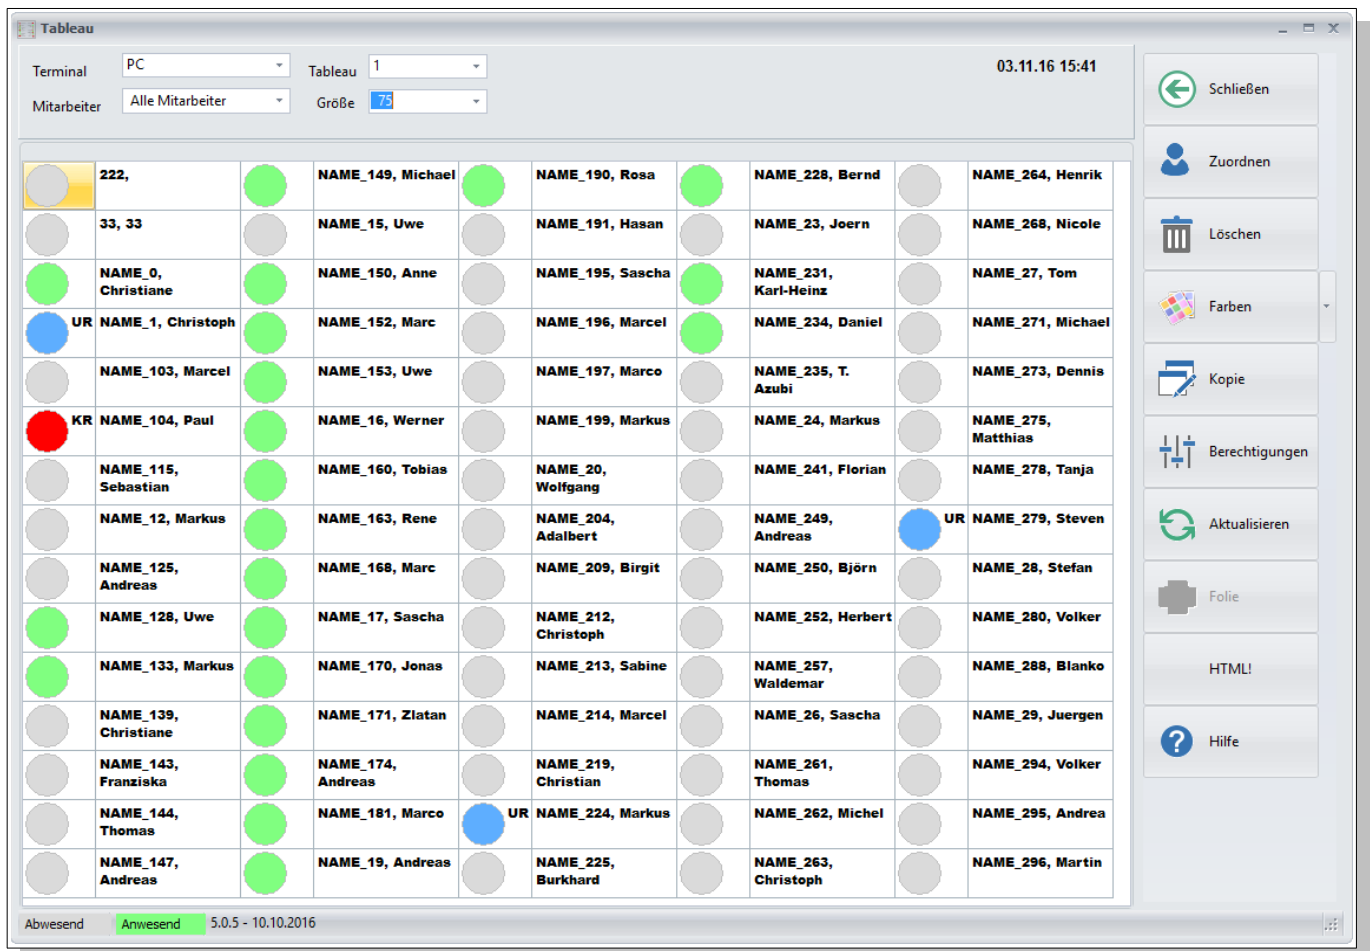 Tableau
Terminal PC Tableau 1 03.11.16 15:41
Mitarbeiter Alle Mitarbeiter Größe 75
222, NAME_149, Michael NAME_190, Rosa NAME_228, Bernd NAME_264, Henrik
33, 33 NAME_15, Uwe NAME_191, Hasan NAME_23, Joern NAME_268, Nicole
NAME_0, NAME_150, Anne NAME_195, Sascha NAME_231, NAME_27, Tom
Christiane Karl-Heinz
UR NAME_1, Christoph NAME_152, Marc NAME_196, Marcel NAME_234, Daniel NAME_271, Michael
NAME_103, Marcel NAME_153, Uwe NAME_197, Marco NAME_235, T. NAME_273, Dennis
Azubi
KR NAME_104, Paul NAME_16, Werner NAME_199, Markus NAME_24, Markus NAME_275,
Matthias
NAME_115, NAME_160, Tobias NAME_20, NAME_241, Florian NAME_278, Tanja
Sebastian Wolfgang
NAME_12, Markus NAME_163, Rene NAME_204, NAME_249, UR NAME_279, Steven
Adalbert Andreas
NAME_125, NAME_168, Marc NAME_209, Birgit NAME_250, Björn NAME_28, Stefan
Andreas
NAME_128, Uwe NAME_17, Sascha NAME_212, NAME_252, Herbert NAME_280, Volker
Christoph
NAME_133, Markus NAME_170, Jonas NAME_213, Sabine NAME_257, NAME_288, Blanko
Waldemar
NAME_139, NAME_171, Zlatan NAME_214, Marcel NAME_26, Sascha NAME_29, Juergen
Christiane
NAME_143, NAME_174, NAME_219, NAME_261, NAME_294, Volker
Franziska Andreas Christian Thomas
NAME_144, NAME_181, Marco UR NAME_224, Markus NAME_262, Michel NAME_295, Andrea
Thomas
NAME_147, NAME_19, Andreas NAME_225, NAME_263, NAME_296, Martin
Andreas Burkhard Christoph
Schließen
Zuordnen
Löschen
Farben
Kopie
Berechtigungen
Aktualisieren
Folie
HTML!
Hilfe
Abwesend Anwesend 5.0.5 - 10.10.2016